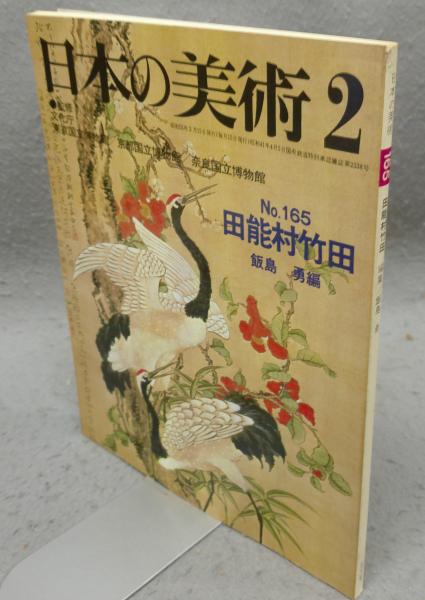 日本の美術 2
●監修
文化庁
東京国立博物館 京都国立博物館 奈良国立博物館
No.165
田能村竹田
飯島 勇編
日本の美術
165
田能村竹田